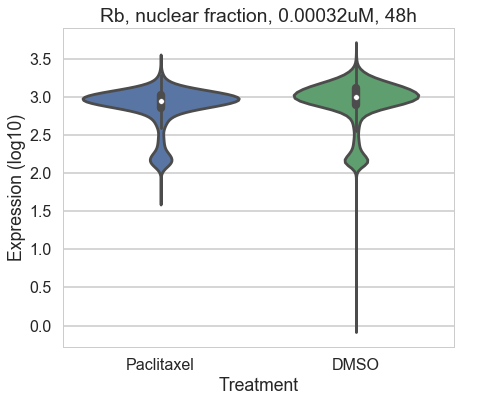 Rb, nuclear fraction, 0.00032uM, 48h
Expression (log10)
3.5
3.0
2.5
2.0
1.5
1.0
0.5
0.0
Paclitaxel DMSO
Treatment